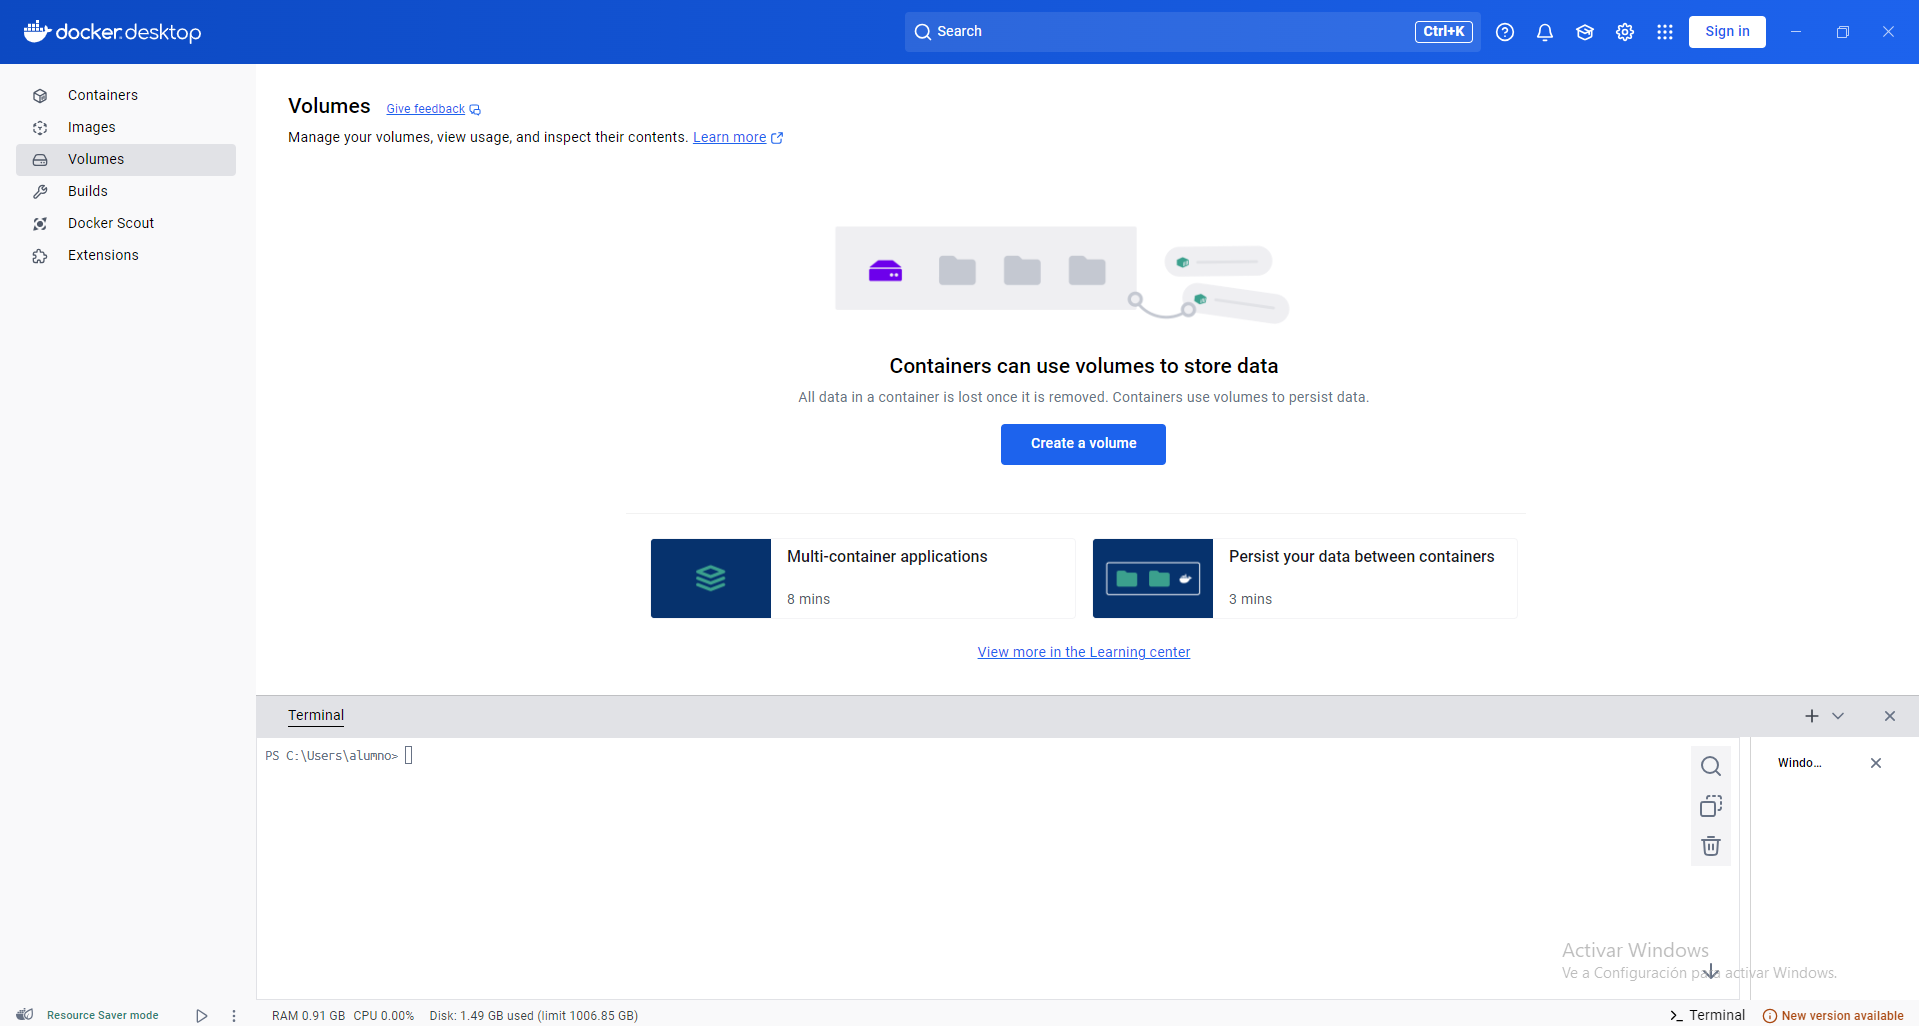 docker.desktop
Search
Ctrl+K
Sign in
Containers
Images
Volumes
Builds
Docker Scout
Extensions
Volumes Give feedback
Manage your volumes, view usage, and inspect their contents. Learn more
Containers can use volumes to store data
All data in a container is lost once it is removed. Containers use volumes to persist data.
Create a volume
Multi-container applications
8 mins
Persist your data between containers
3 mins
View more in the Learning center
Terminal
PS C:\Users\alumno>
Windo...
Activar Windows
Ve a Configuración para activar Windows.
Resource Saver mode
RAM 0.91 GB CPU 0.00% Disk: 1.49 GB used (limit 1006.85 GB)
Terminal
New version available